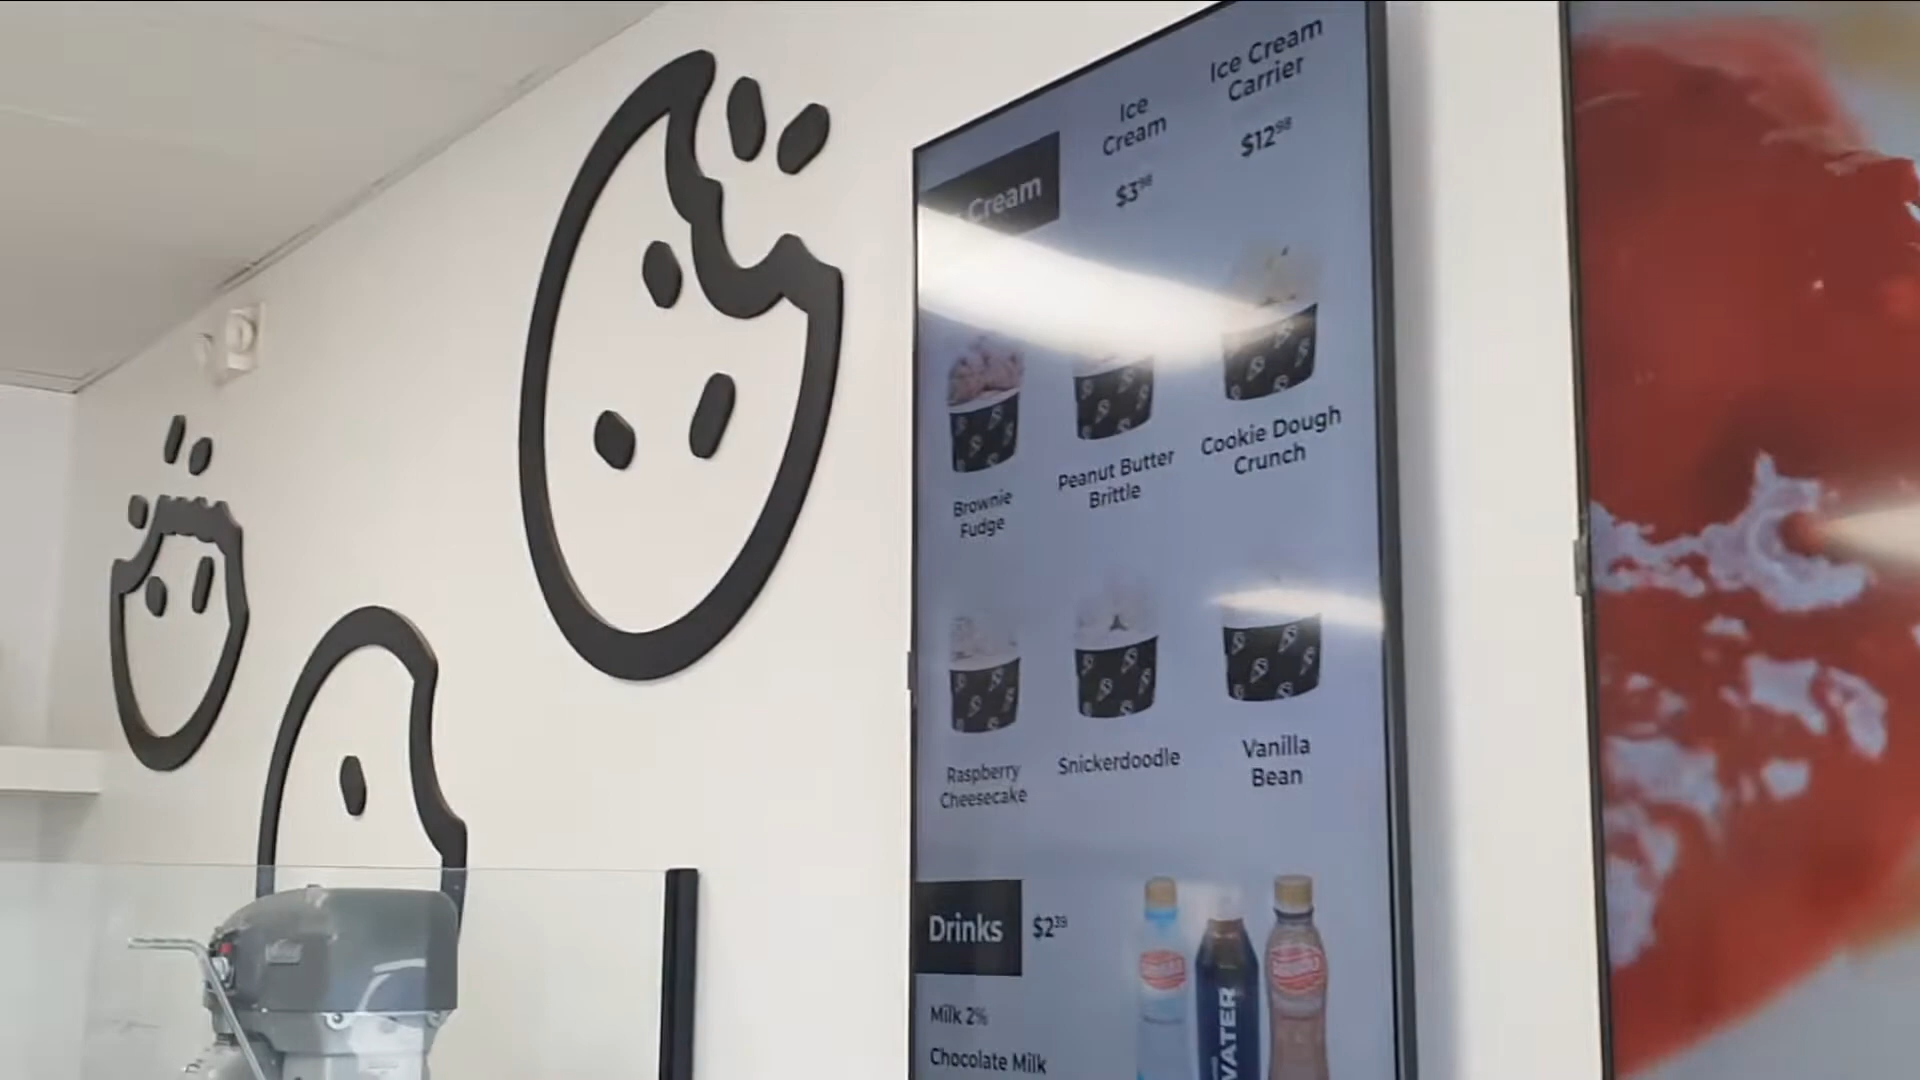 Cream
Ice
Cream
$3⁹⁸
Ice Cream
Carrier
$12⁹⁸
Brownie
Fudge
Peanut Butter
Brittle
Cookie Dough
Crunch
Raspberry
Cheesecake
Snickerdoodle
Vanilla
Bean
Drinks
$2³⁹
Milk 2%
Chocolate Milk
WATER